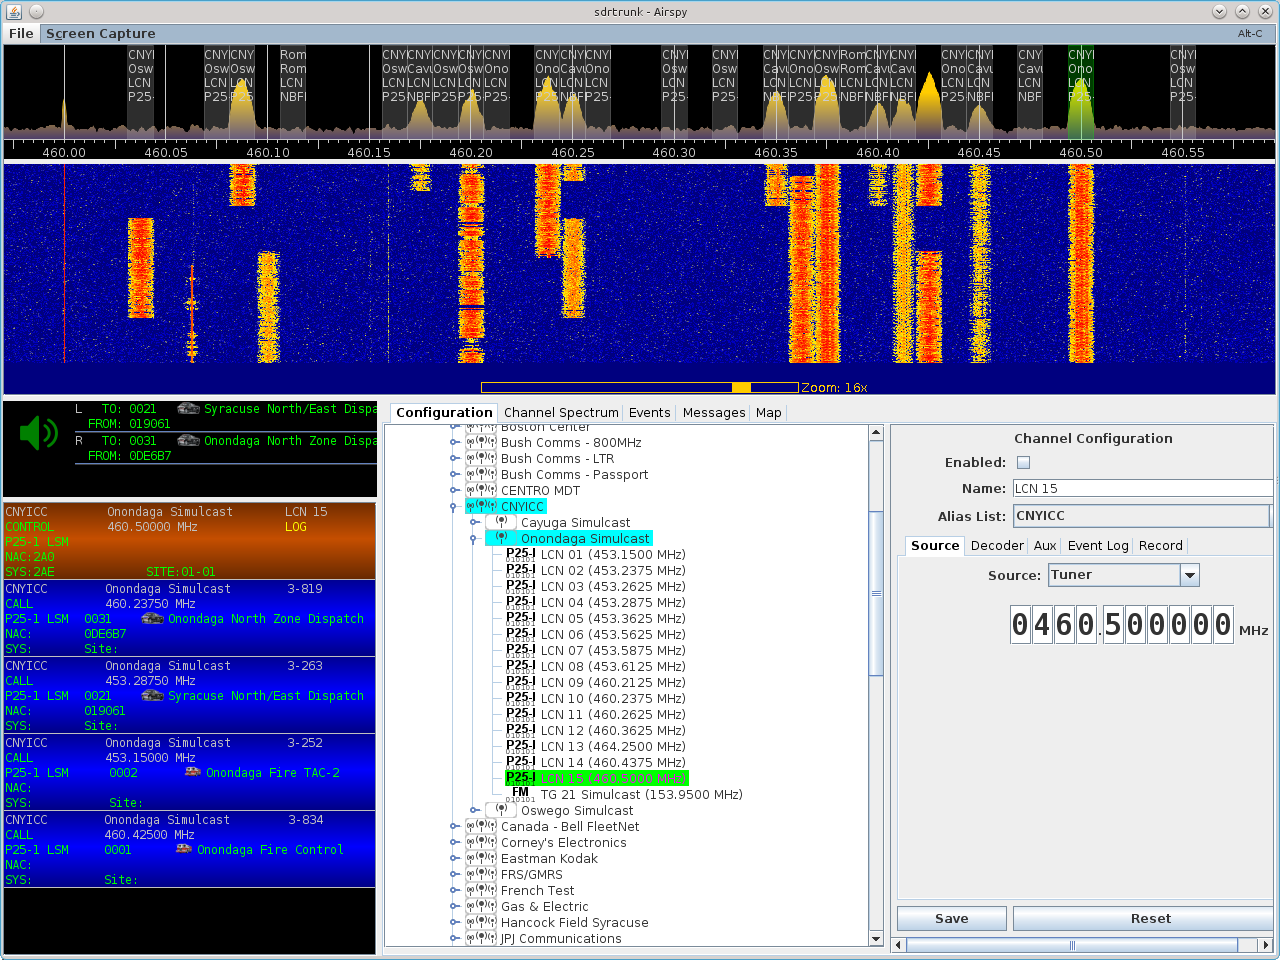 sdrtrunk - Airspy
File Screen Capture Alt-C
CNYI CNYI CNYI Rom CNYI CNYI CNYI CNYI CNYI CNYI CNYI CNYI CNYI CNYI CNYI CNYI CNYI Rom CNYI CNYI CNYI CNYI CNYI CNYI CNYI
Osw Osw Osw Rom Osw Cavu Osw Osw Ono Ono Cavu Ono Osw Osw Cavu Ono Osw Rom Cavu Cavu Ono Cavu Cavu Ono Osw
LCN LCN LCN LCN LCN LCN LCN LCN LCN LCN LCN LCN LCN LCN LCN LCN LCN LCN LCN LCN LCN LCN LCN LCN LCN
P25- P25- P25- NBFI P25- NBFI P25- P25- P25- P25- NBFI P25- P25- P25- NBFI P25- P25- NBFI NBFI NBFI P25- NBFI NBF P25- P25-
460.00 460.05 460.10 460.15 460.20 460.25 460.30 460.35 460.40 460.45 460.50 460.55
Zoom: 16x
L TO: 0021 Syracuse North/East Dispa
FROM: 019061
R TO: 0031 Onondaga North Zone Dispa
FROM: 0DE6B7
CNYICC Onondaga Simulcast LCN 15
CONTROL 460.50000 MHz LOG
P25-1 LSM
NAC:2A0
SYS:2AE SITE:01-01
CNYICC Onondaga Simulcast 3-819
CALL 460.23750 MHz
P25-1 LSM 0031 Onondaga North Zone Dispatch
NAC: 0DE6B7
SYS: Site:
CNYICC Onondaga Simulcast 3-263
CALL 453.28750 MHz
P25-1 LSM 0021 Syracuse North/East Dispatch
NAC: 019061
SYS: Site:
CNYICC Onondaga Simulcast 3-252
CALL 453.15000 MHz
P25-1 LSM 0002 Onondaga Fire TAC-2
NAC:
SYS: Site:
CNYICC Onondaga Simulcast 3-834
CALL 460.42500 MHz
P25-1 LSM 0001 Onondaga Fire Control
NAC:
SYS: Site:
Configuration Channel Spectrum Events Messages Map
Boston Center
Bush Comms - 800MHz
Bush Comms - LTR
Bush Comms - Passport
CENTRO MDT
CNYICC
Cayuga Simulcast
Onondaga Simulcast
P25-I LCN 01 (453.1500 MHz)
P25-I LCN 02 (453.2375 MHz)
P25-I LCN 03 (453.2625 MHz)
P25-I LCN 04 (453.2875 MHz)
P25-I LCN 05 (453.3625 MHz)
P25-I LCN 06 (453.5625 MHz)
P25-I LCN 07 (453.5875 MHz)
P25-I LCN 08 (453.6125 MHz)
P25-I LCN 09 (460.2125 MHz)
P25-I LCN 10 (460.2375 MHz)
P25-I LCN 11 (460.2625 MHz)
P25-I LCN 12 (460.3625 MHz)
P25-I LCN 13 (464.2500 MHz)
P25-I LCN 14 (460.4375 MHz)
P25-I LCN 15 (460.5000 MHz)
FM TG 21 Simulcast (153.9500 MHz)
Oswego Simulcast
Canada - Bell FleetNet
Corney's Electronics
Eastman Kodak
FRS/GMRS
French Test
Gas & Electric
Hancock Field Syracuse
JPJ Communications
Channel Configuration
Enabled:
Name: LCN 15
Alias List: CNYICC
Source Decoder Aux Event Log Record
Source: Tuner
0460.500000 MHz
Save Reset